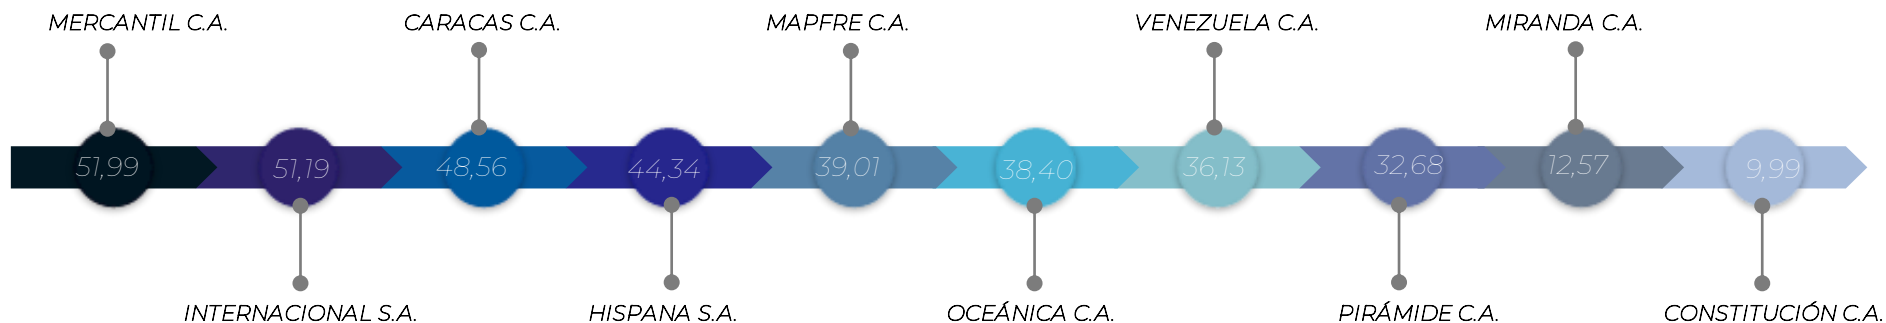 MERCANTIL C.A.
CARACAS C.A.
MAPFRE C.A.
VENEZUELA C.A.
MIRANDA C.A.
51,99
51,19
48,56
44,34
39,01
38,40
36,13
32,68
12,57
9,99
INTERNACIONAL S.A.
HISPANA S.A.
OCEÁNICA C.A.
PIRÁMIDE C.A.
CONSTITUCIÓN C.A.